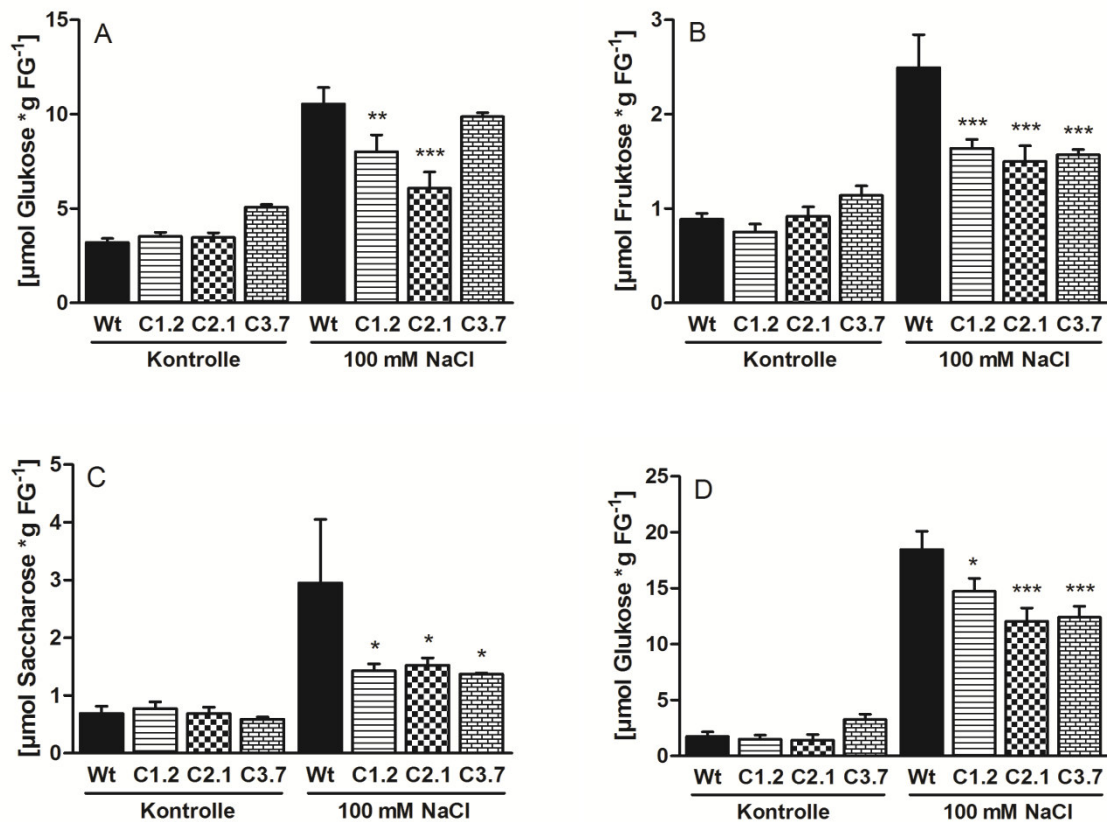 A
[µmol Glukose *g FG⁻¹]
15
10
5
0
** ***
Wt C1.2 C2.1 C3.7 Wt C1.2 C2.1 C3.7
Kontrolle 100 mM NaCl
B
[µmol Fruktose *g FG⁻¹]
3
2
1
0
*** *** ***
Wt C1.2 C2.1 C3.7 Wt C1.2 C2.1 C3.7
Kontrolle 100 mM NaCl
C
[µmol Saccharose *g FG⁻¹]
5
4
3
2
1
0
* * *
Wt C1.2 C2.1 C3.7 Wt C1.2 C2.1 C3.7
Kontrolle 100 mM NaCl
D
[µmol Glukose *g FG⁻¹]
25
20
15
10
5
0
* *** ***
Wt C1.2 C2.1 C3.7 Wt C1.2 C2.1 C3.7
Kontrolle 100 mM NaCl